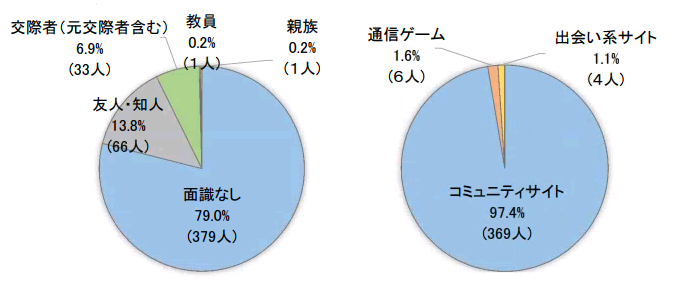 交際者（元交際者含む）
6.9%
（33人）
教員
0.2%
（1人）
親族
0.2%
（1人）
友人・知人
13.8%
（66人）
面識なし
79.0%
（379人）
通信ゲーム
1.6%
（6人）
出会い系サイト
1.1%
（4人）
コミュニティサイト
97.4%
（369人）